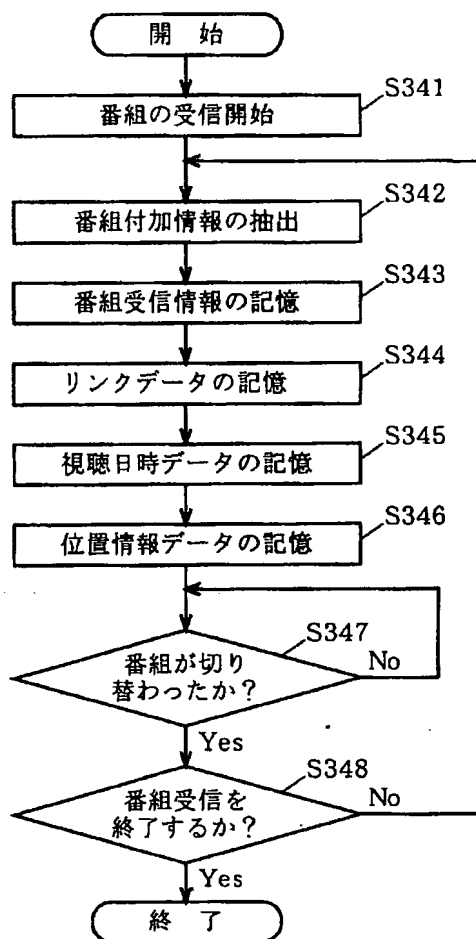 開 始
S341
番組の受信開始
S342
番組付加情報の抽出
S343
番組受信情報の記憶
S344
リンクデータの記憶
S345
視聴日時データの記憶
S346
位置情報データの記憶
S347
番組が切り
替わったか？
No
Yes
S348
番組受信を
終了するか？
No
Yes
終 了